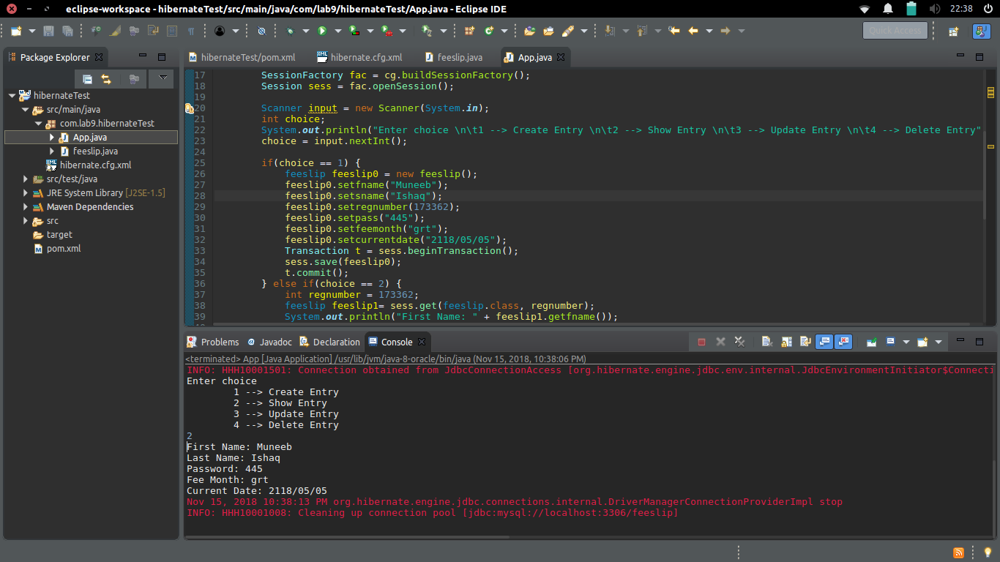 eclipse-workspace - hibernateTest/src/main/java/com/lab9/hibernateTest/App.java - Eclipse IDE
22:38
Quick Access
Package Explorer
hibernateTest
src/main/java
com.lab9.hibernateTest
App.java
feeslip.java
hibernate.cfg.xml
src/test/java
JRE System Library [J2SE-1.5]
Maven Dependencies
src
target
pom.xml
hibernateTest/pom.xml
hibernate.cfg.xml
feeslip.java
App.java
17 SessionFactory fac = cg.buildSessionFactory();
18 Session sess = fac.openSession();
19
20 Scanner input = new Scanner(System.in);
21 int choice;
22 System.out.println("Enter choice \n\t1 --> Create Entry \n\t2 --> Show Entry \n\t3 --> Update Entry \n\t4 --> Delete Entry"
23 choice = input.nextInt();
24
25 if(choice == 1) {
26 feeslip feeslip0 = new feeslip();
27 feeslip0.setfname("Muneeb");
28 feeslip0.setsname("Ishaq");
29 feeslip0.setregnumber(173362);
30 feeslip0.setpass("445");
31 feeslip0.setfeemonth("grt");
32 feeslip0.setcurrentdate("2118/05/05");
33 Transaction t = sess.beginTransaction();
34 sess.save(feeslip0);
35 t.commit();
36 } else if(choice == 2) {
37 int regnumber = 173362;
38 feeslip feeslip1= sess.get(feeslip.class, regnumber);
39 System.out.println("First Name: " + feeslip1.getfname());
Problems
Javadoc
Declaration
Console
<terminated> App [Java Application] /usr/lib/jvm/java-8-oracle/bin/java (Nov 15, 2018, 10:38:06 PM)
INFO: HHH10001501: Connection obtained from JdbcConnectionAccess [org.hibernate.engine.jdbc.env.internal.JdbcEnvironmentInitiator$Connecti
Enter choice
1 --> Create Entry
2 --> Show Entry
3 --> Update Entry
4 --> Delete Entry
2
First Name: Muneeb
Last Name: Ishaq
Password: 445
Fee Month: grt
Current Date: 2118/05/05
Nov 15, 2018 10:38:13 PM org.hibernate.engine.jdbc.connections.internal.DriverManagerConnectionProviderImpl stop
INFO: HHH10001008: Cleaning up connection pool [jdbc:mysql://localhost:3306/feeslip]